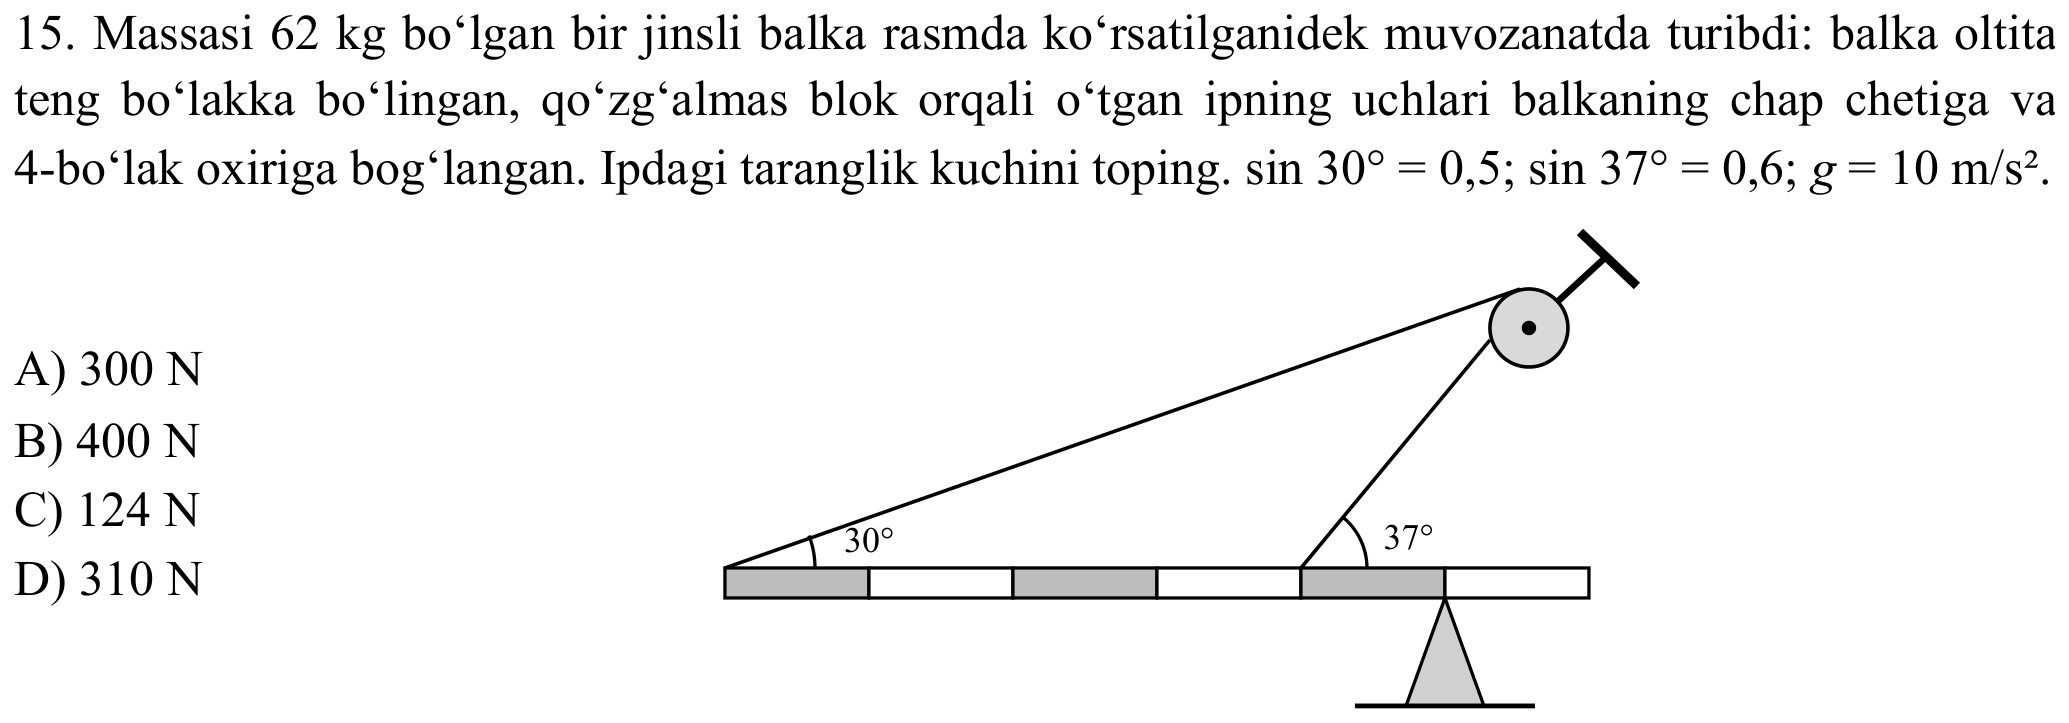 15. Massasi 62 kg bo‘lgan bir jinsli balka rasmda ko‘rsatilganidek muvozanatda turibdi: balka oltita
teng bo‘lakka bo‘lingan, qo‘zg‘almas blok orqali o‘tgan ipning uchlari balkaning chap chetiga va
4-bo‘lak oxiriga bog‘langan. Ipdagi taranglik kuchini toping. sin 30° = 0,5; sin 37° = 0,6; g = 10 m/s².
A) 300 N
B) 400 N
C) 124 N
D) 310 N
30°
37°